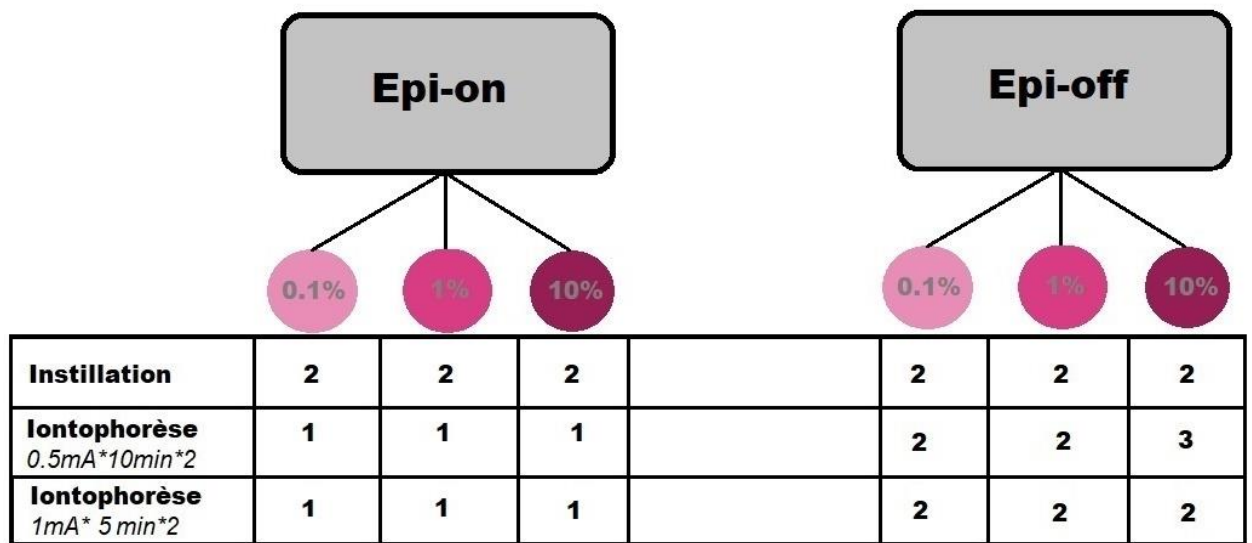 Epi-on Epi-off
0.1% 1% 10% 0.1% 1% 10%
Instillation 2 2 2 2 2 2
Iontophorèse 1 1 1 2 2 3
0.5mA*10min*2
Iontophorèse 1 1 1 2 2 2
1mA* 5 min*2